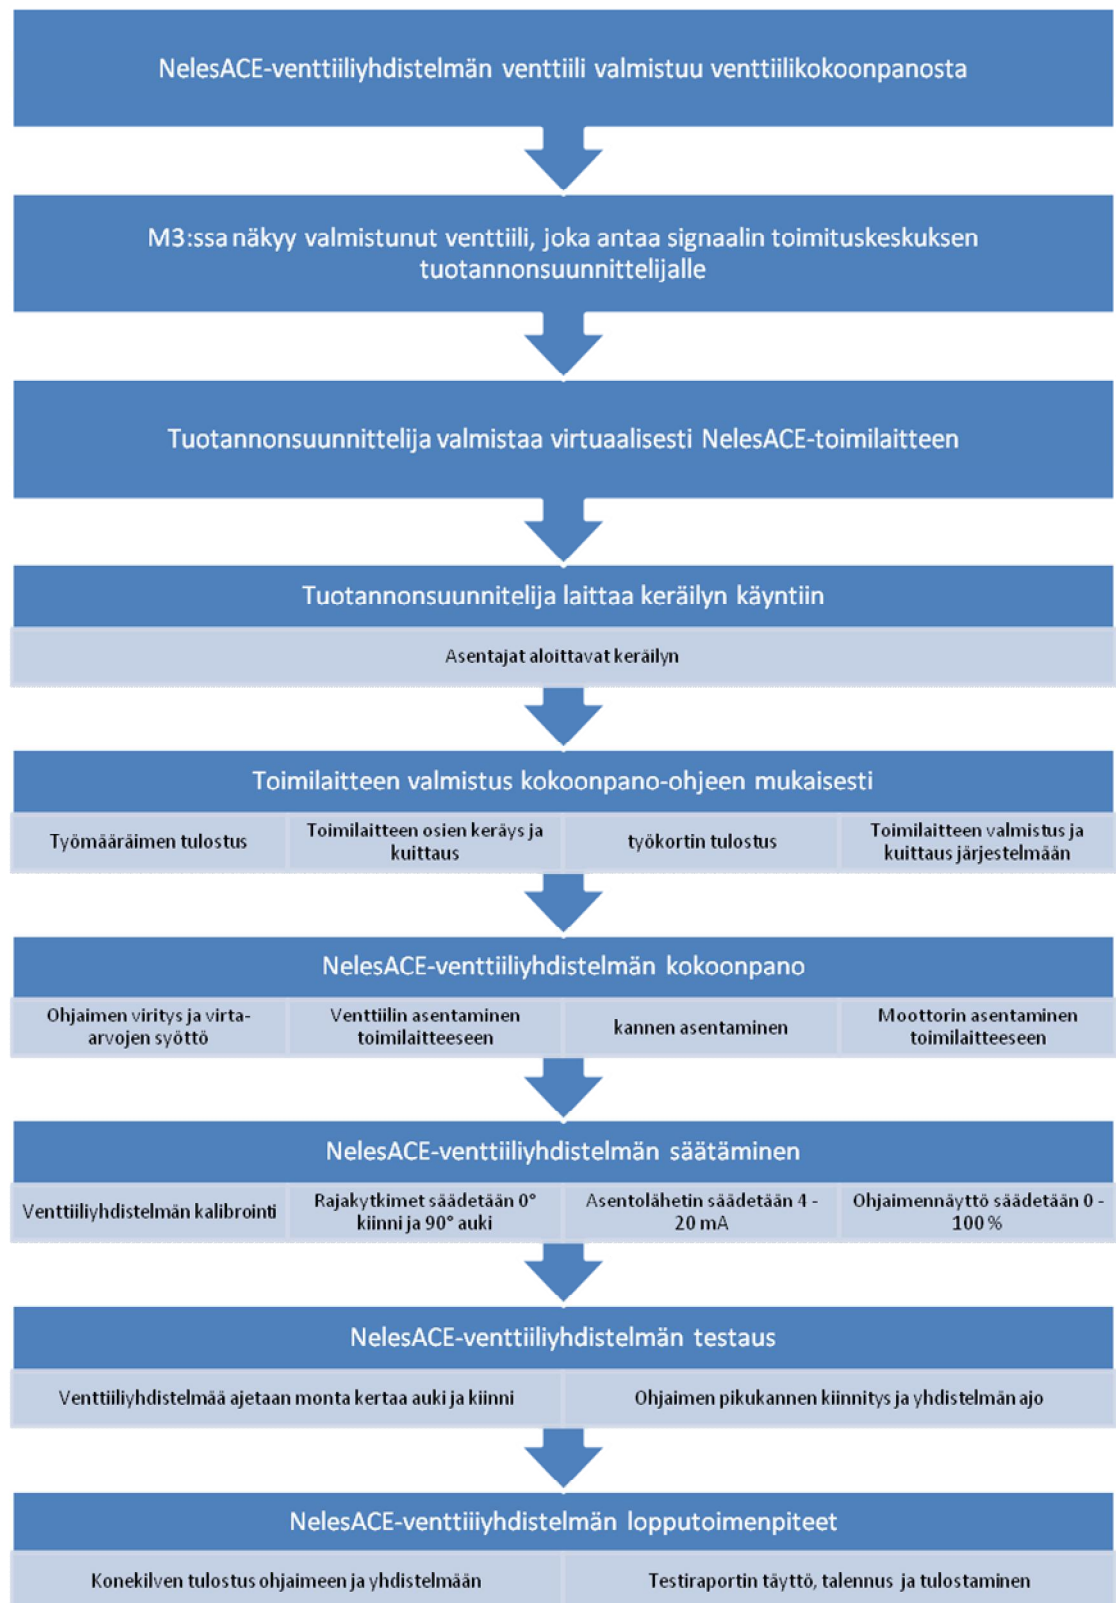 NelesACE-venttiiliyhdistelmän venttiili valmistuu venttiilikokoonpanosta
M3:ssa näkyy valmistunut venttiili, joka antaa signaalin toimituskeskuksen
tuotannonsuunnittelijalle
Tuotannonsuunnittelija valmistaa virtuaalisesti NelesACE-toimilaitteen
Tuotannonsuunnitelija laittaa keräilyn käyntiin
Asentajat aloittavat keräilyn
Toimilaitteen valmistus kokoonpano-ohjeen mukaisesti
Työmääräimen tulostus
Toimilaitteen osien keräys ja
kuittaus
työkortin tulostus
Toimilaitteen valmistus ja
kuittaus järjestelmään
NelesACE-venttiiliyhdistelmän kokoonpano
Ohjaimen viritys ja virta-
arvojen syöttö
Venttiilin asentaminen
toimilaitteeseen
kannen asentaminen
Moottorin asentaminen
toimilaitteeseen
NelesACE-venttiiliyhdistelmän säätäminen
Venttiiliyhdistelmän kalibrointi
Rajakytkimet säädetään 0°
kiinni ja 90° auki
Asentolähetin säädetään 4 -
20 mA
Ohjaimennäyttö säädetään 0 -
100 %
NelesACE-venttiiliyhdistelmän testaus
Venttiiliyhdistelmää ajetaan monta kertaa auki ja kiinni
Ohjaimen pikukannen kiinnitys ja yhdistelmän ajo
NelesACE-venttiiiyhdistelmän lopputoimenpiteet
Konekilven tulostus ohjaimeen ja yhdistelmään
Testiraportin täyttö, talennus ja tulostaminen